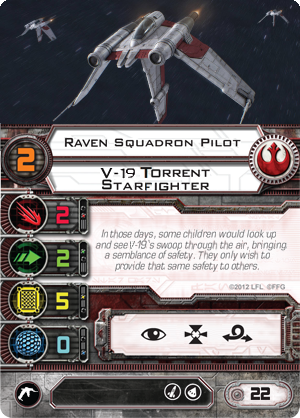 Raven Squadron Pilot
2
V-19 Torrent
Starfighter
2
2
5
0
In those days, some children would look up
and see V-19's swoop through the air, bringing
a semblance of safety. They only wish to
provide that same safety to others.
©2012 LFL ©FFG
22